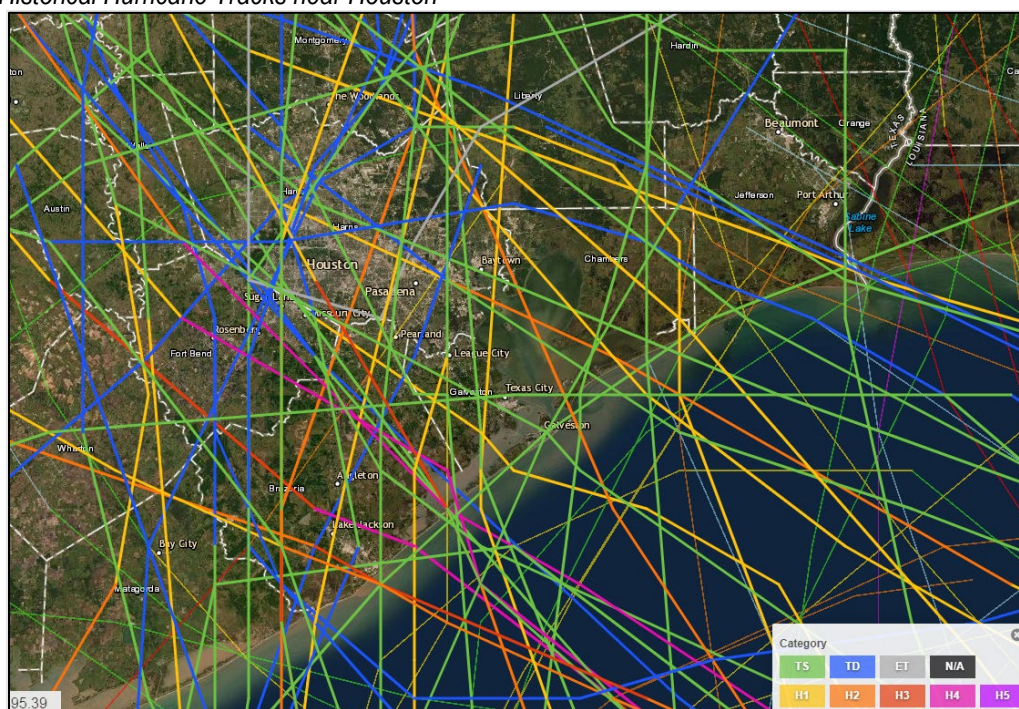 Historical Hurricane Tracks near Houston
Montgomery
Hardin
The Woodlands
Liberty
Beaumont
Orange
TEXAS
LOUISIANA
Austin
Harris
Jefferson
Port Arthur
Sabine
Lake
Houston
Baytown
Chambers
Pasadena
Sugar Land
Missouri City
Rosenberg
Pearland
Fort Bend
League City
Galveston
Texas City
Galveston
Wharton
Angleton
Brazoria
Lake Jackson
Bay City
Matagorda
95.39
Category
TS TD ET N/A
H1 H2 H3 H4 H5